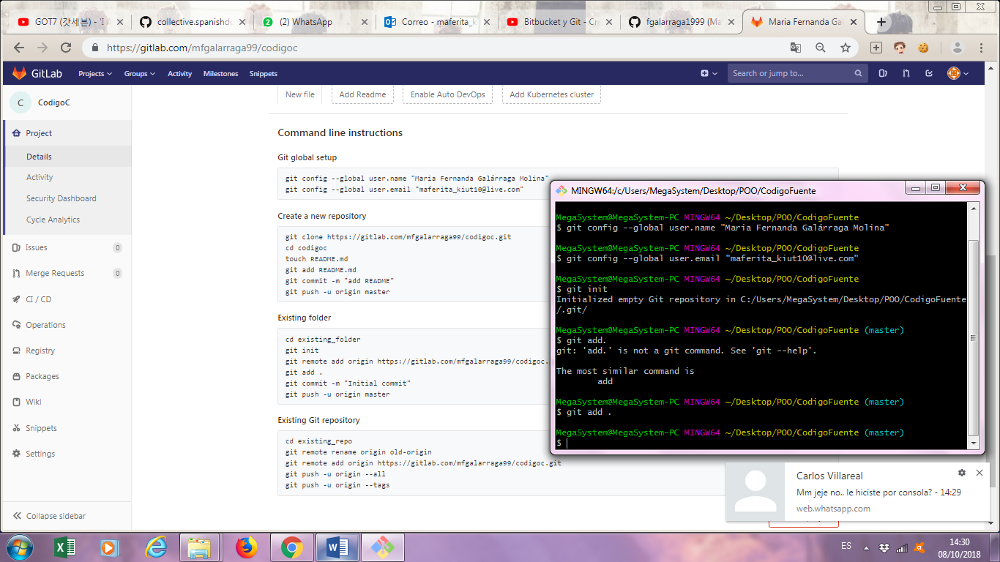 GOT7 (갓세븐) - 'I A
collective.spanishdo
(2) WhatsApp
Correo - maferita_k
Bitbucket y Git - Cr
fgalarraga1999 (Ma
Maria Fernanda Gal
https://gitlab.com/mfgalarraga99/codigoc
GitLab
Projects
Groups
Activity
Milestones
Snippets
Search or jump to...
C
CodigoC
Project
Details
Activity
Security Dashboard
Cycle Analytics
Issues
0
Merge Requests
0
CI / CD
Operations
Registry
Packages
Wiki
Snippets
Settings
Collapse sidebar
New file
Add Readme
Enable Auto DevOps
Add Kubernetes cluster
Command line instructions
Git global setup
git config --global user.name "Maria Fernanda Galárraga Molina"
git config --global user.email "maferita_kiut10@live.com"
Create a new repository
git clone https://gitlab.com/mfgalarraga99/codigoc.git
cd codigoc
touch README.md
git add README.md
git commit -m "add README"
git push -u origin master
Existing folder
cd existing_folder
git init
git remote add origin https://gitlab.com/mfgalarraga99/codigoc.
git add .
git commit -m "Initial commit"
git push -u origin master
Existing Git repository
cd existing_repo
git remote rename origin old-origin
git remote add origin https://gitlab.com/mfgalarraga99/codigoc.git
git push -u origin --all
git push -u origin --tags
MINGW64:/c/Users/MegaSystem/Desktop/POO/CodigoFuente
MegaSystem@MegaSystem-PC MINGW64 ~/Desktop/POO/CodigoFuente
$ git config --global user.name "Maria Fernanda Galárraga Molina"
MegaSystem@MegaSystem-PC MINGW64 ~/Desktop/POO/CodigoFuente
$ git config --global user.email "maferita_kiut10@live.com"
MegaSystem@MegaSystem-PC MINGW64 ~/Desktop/POO/CodigoFuente
$ git init
Initialized empty Git repository in C:/Users/MegaSystem/Desktop/POO/CodigoFuente
/.git/
MegaSystem@MegaSystem-PC MINGW64 ~/Desktop/POO/CodigoFuente (master)
$ git add.
git: 'add.' is not a git command. See 'git --help'.
The most similar command is
add
MegaSystem@MegaSystem-PC MINGW64 ~/Desktop/POO/CodigoFuente (master)
$ git add .
MegaSystem@MegaSystem-PC MINGW64 ~/Desktop/POO/CodigoFuente (master)
$
Carlos Villareal
Mm jeje no.. le hiciste por consola? - 14:29
web.whatsapp.com
ES
14:30
08/10/2018